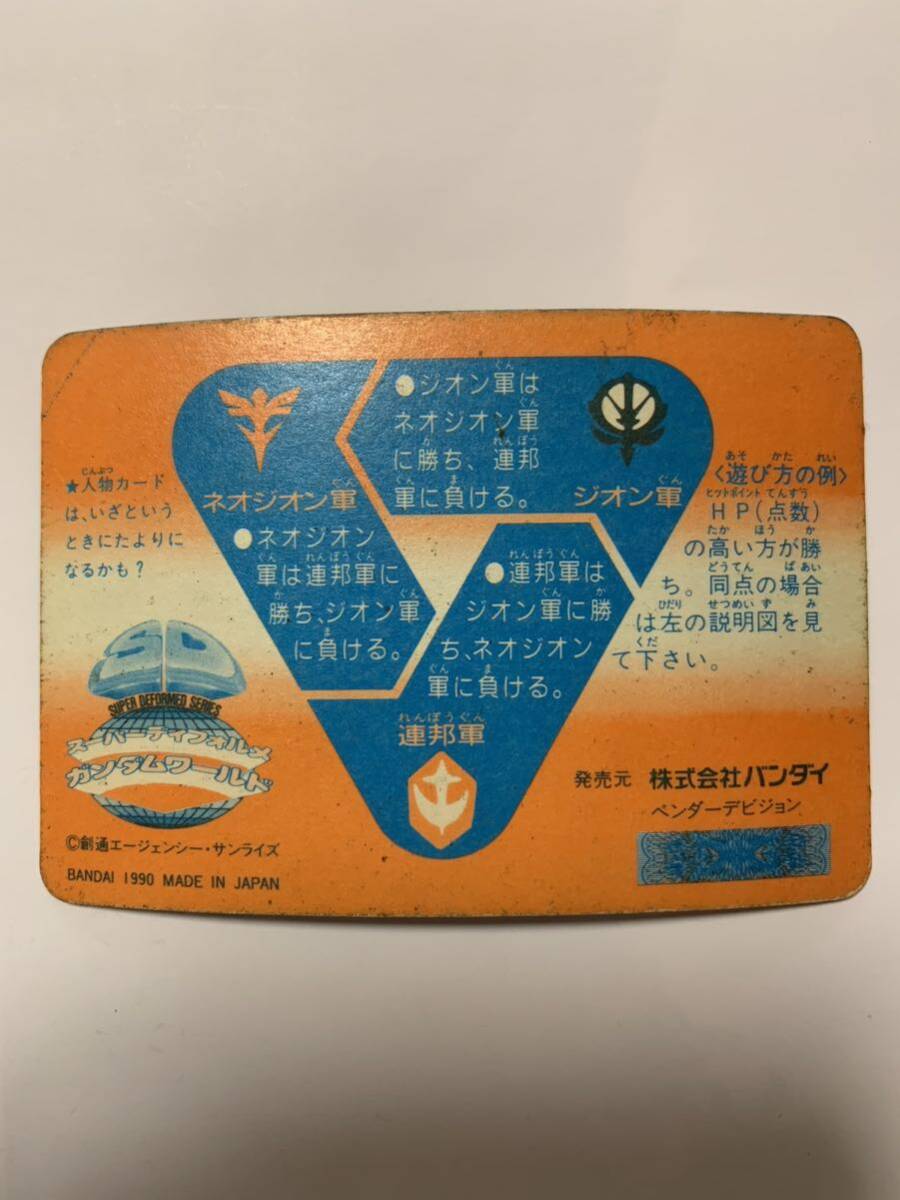 ●ジオン軍は
ネオジオン軍
に勝ち、連邦
軍に負ける。
ネオジオン軍
ジオン軍
●ネオジオン
軍は連邦軍に
勝ち、ジオン軍
に負ける。
●連邦軍は
ジオン軍に勝
ち、ネオジオン
軍に負ける。
連邦軍
★人物カード
は、いざという
ときにたよりに
なるかも?
〈遊び方の例〉
HP(点数)
の高い方が勝
ち。同点の場合
は左の説明図を見
て下さい。
SD
SUPER DEFORMED SERIES
スーパーディフォルメ
ガンダムワールド
©創通エージェンシー・サンライズ
BANDAI 1990 MADE IN JAPAN
発売元 株式会社バンダイ
ベンダーデビジョン